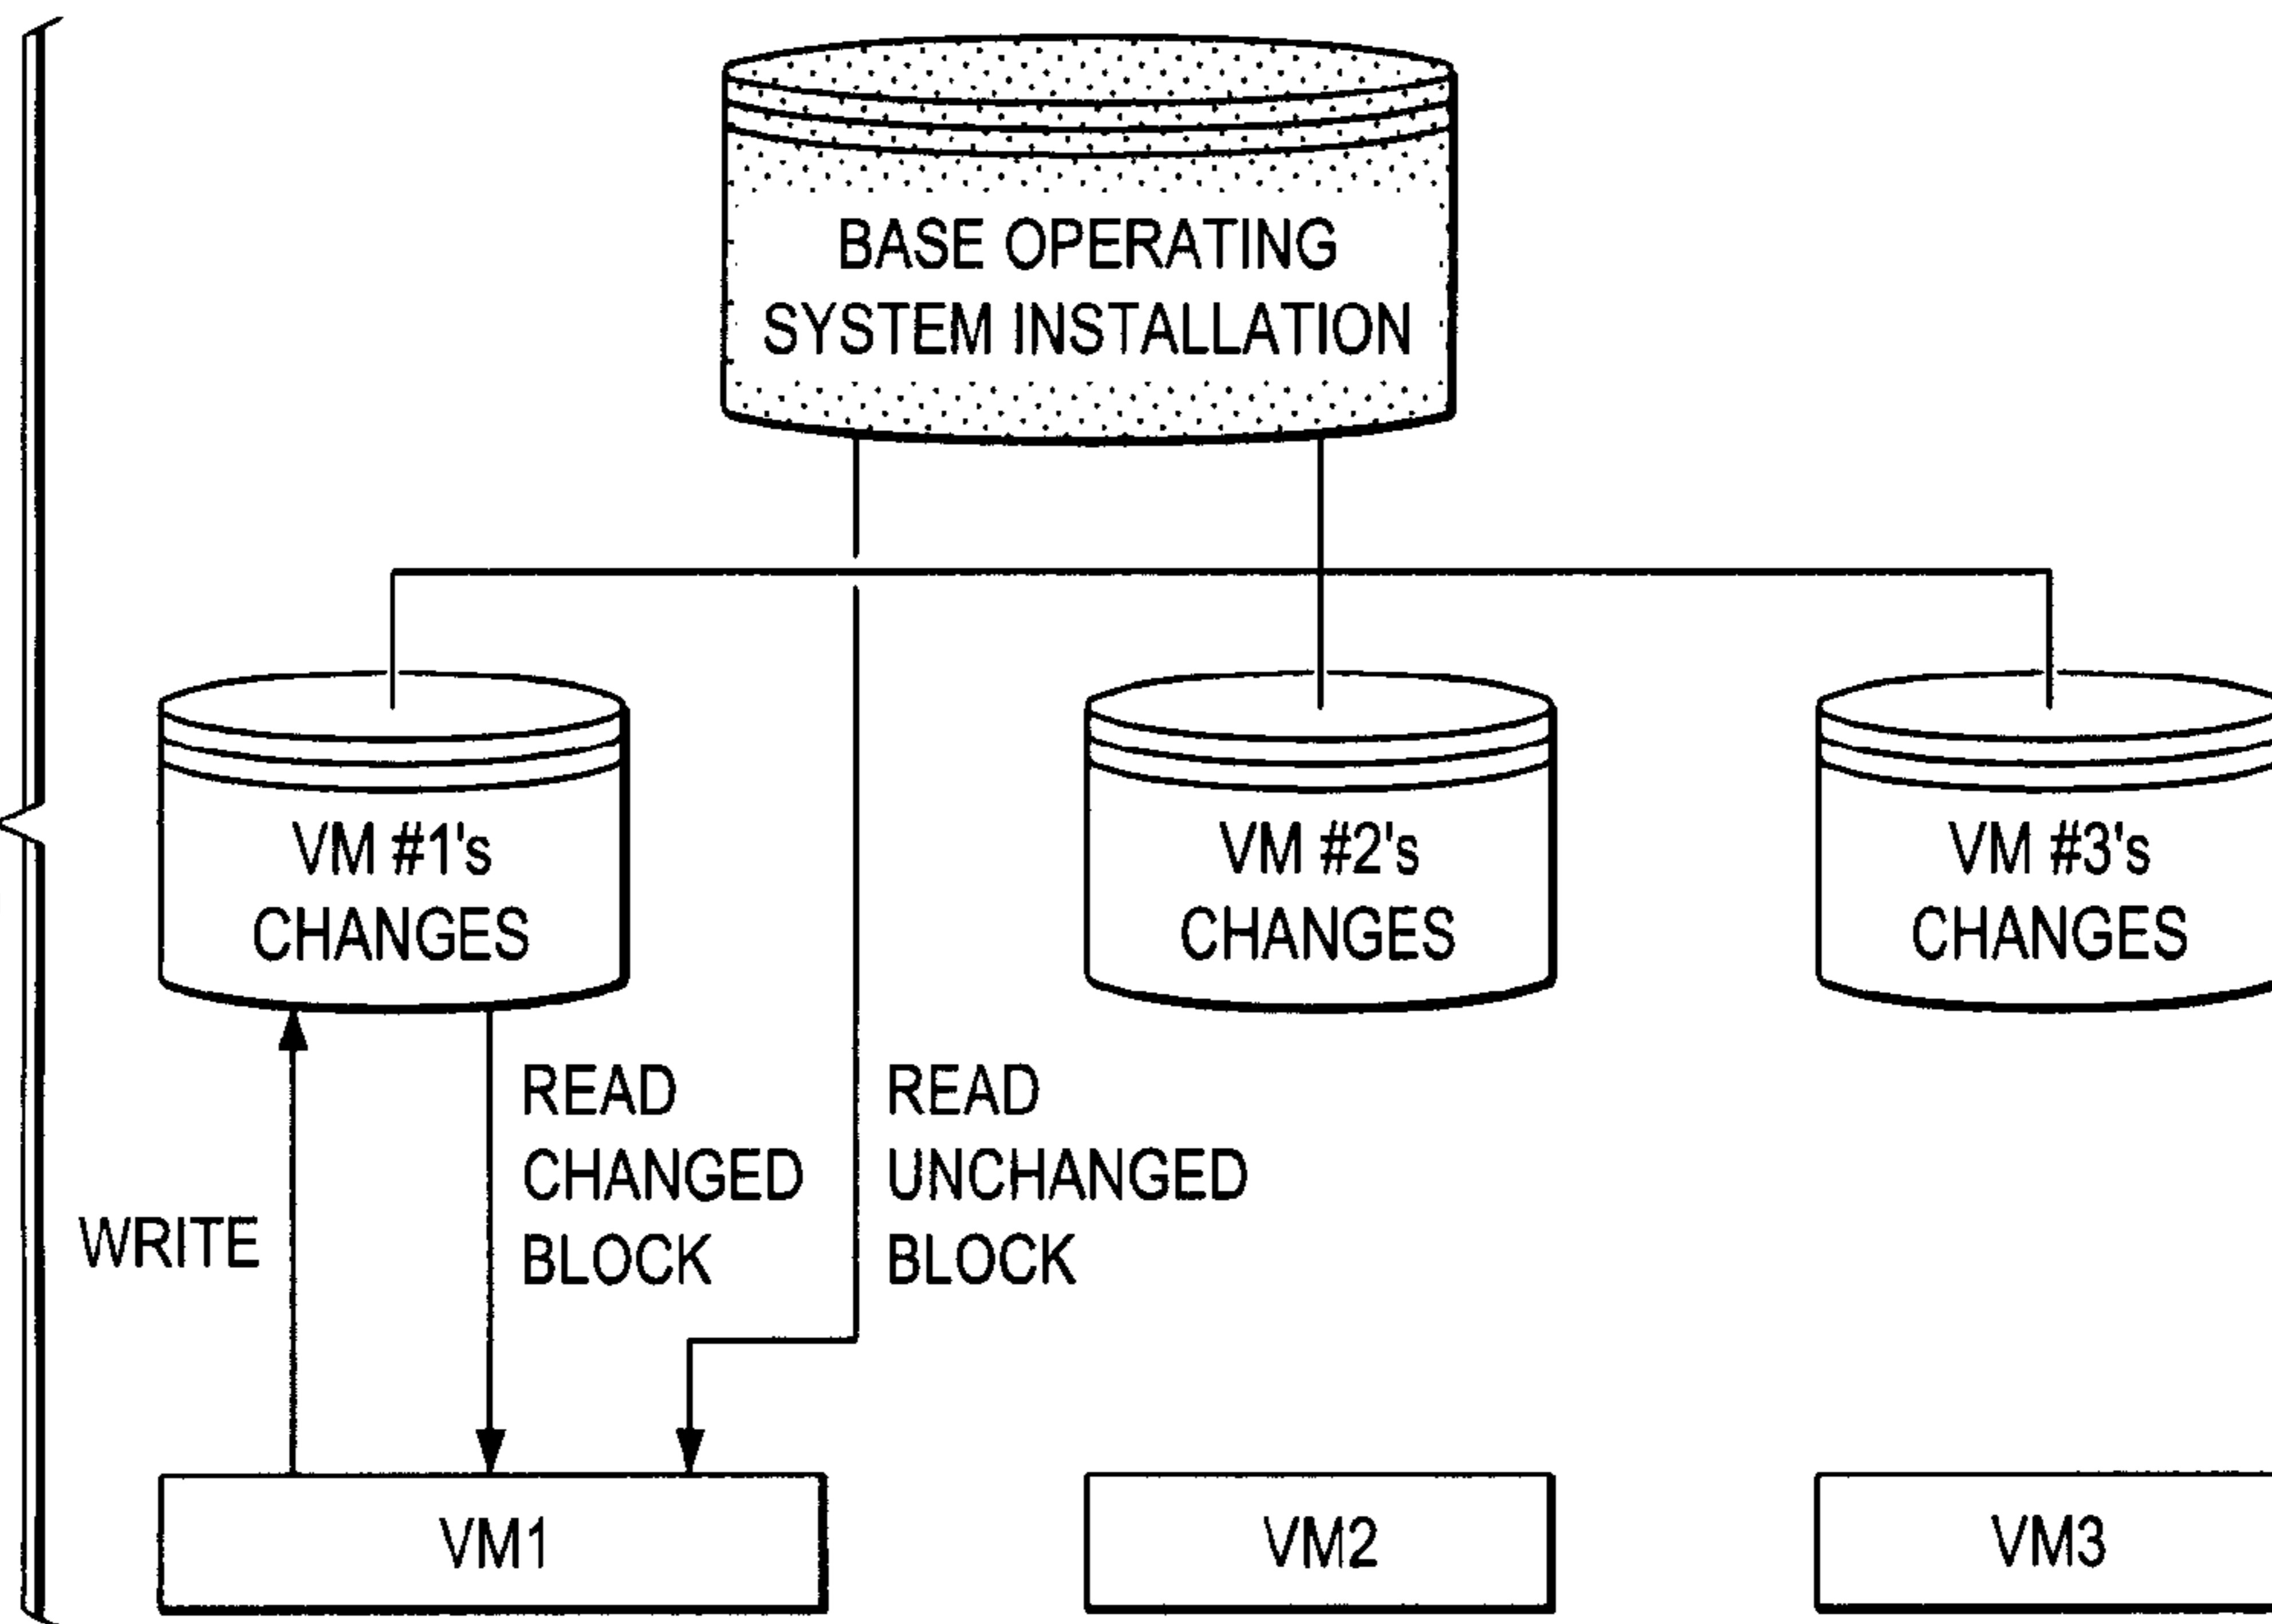 BASE OPERATING
SYSTEM INSTALLATION
VM #1's
CHANGES
VM #2's
CHANGES
VM #3's
CHANGES
WRITE
READ
CHANGED
BLOCK
READ
UNCHANGED
BLOCK
VM1
VM2
VM3